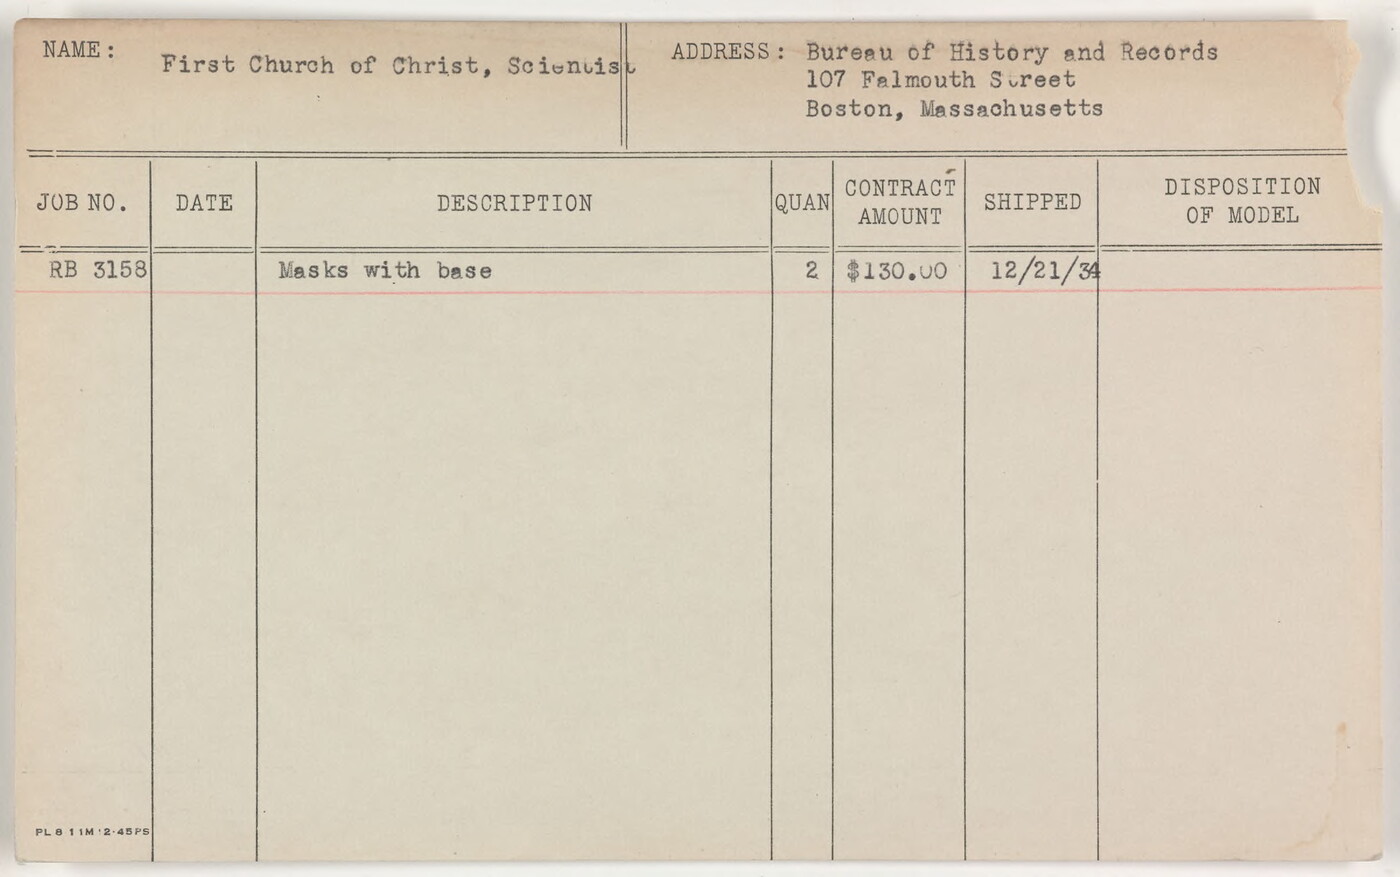 NAME: First Church of Christ, Scientist
ADDRESS: Bureau of History and Records
107 Falmouth Street
Boston, Massachusetts
JOB NO. DATE DESCRIPTION QUAN CONTRACT AMOUNT SHIPPED DISPOSITION OF MODEL
RB 3158 Masks with base 2 $130.00 12/21/34
PL 8 1 1M 2-45PS